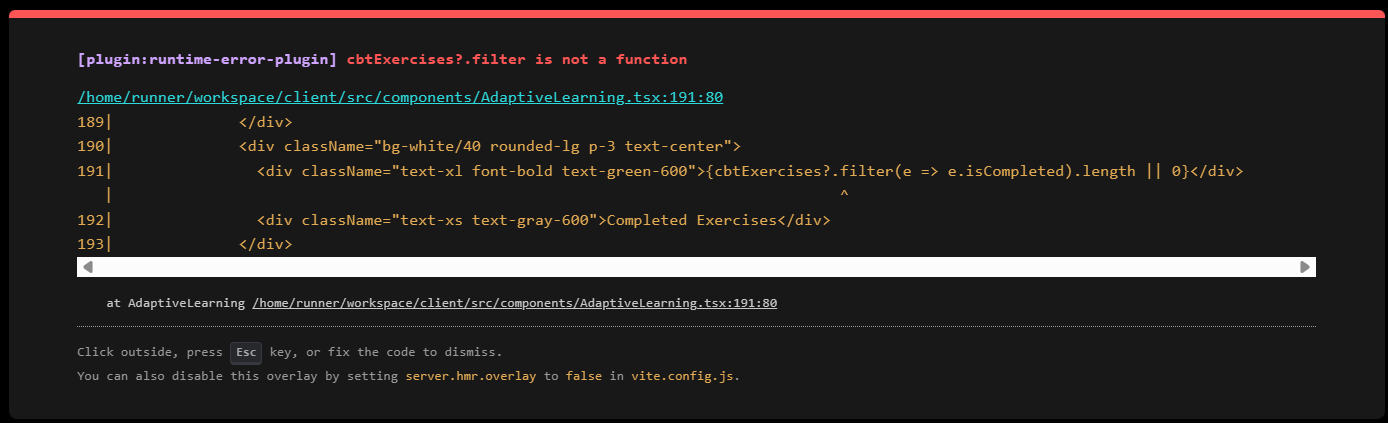 [plugin:runtime-error-plugin] cbtExercises?.filter is not a function
/home/runner/workspace/client/src/components/AdaptiveLearning.tsx:191:80
189|              </div>
190|              <div className="bg-white/40 rounded-lg p-3 text-center">
191|                <div className="text-xl font-bold text-green-600">{cbtExercises?.filter(e => e.isCompleted).length || 0}</div>
   |                                                                                 ^
192|                <div className="text-xs text-gray-600">Completed Exercises</div>
193|              </div>
at AdaptiveLearning /home/runner/workspace/client/src/components/AdaptiveLearning.tsx:191:80
Click outside, press Esc key, or fix the code to dismiss.
You can also disable this overlay by setting server.hmr.overlay to false in vite.config.js.